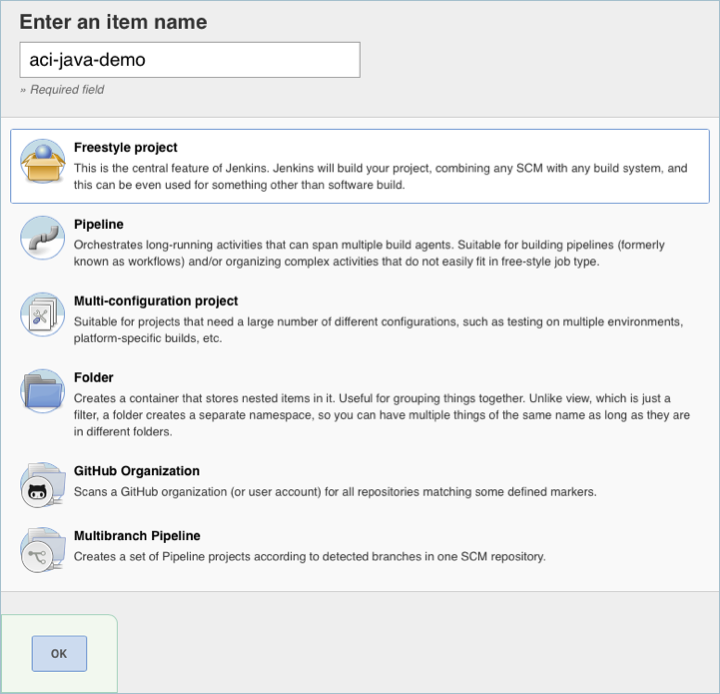 Enter an item name
aci-java-demo
» Required field
Freestyle project
This is the central feature of Jenkins. Jenkins will build your project, combining any SCM with any build system, and
this can be even used for something other than software build.
Pipeline
Orchestrates long-running activities that can span multiple build agents. Suitable for building pipelines (formerly
known as workflows) and/or organizing complex activities that do not easily fit in free-style job type.
Multi-configuration project
Suitable for projects that need a large number of different configurations, such as testing on multiple environments,
platform-specific builds, etc.
Folder
Creates a container that stores nested items in it. Useful for grouping things together. Unlike view, which is just a
filter, a folder creates a separate namespace, so you can have multiple things of the same name as long as they are
in different folders.
GitHub Organization
Scans a GitHub organization (or user account) for all repositories matching some defined markers.
Multibranch Pipeline
Creates a set of Pipeline projects according to detected branches in one SCM repository.
OK